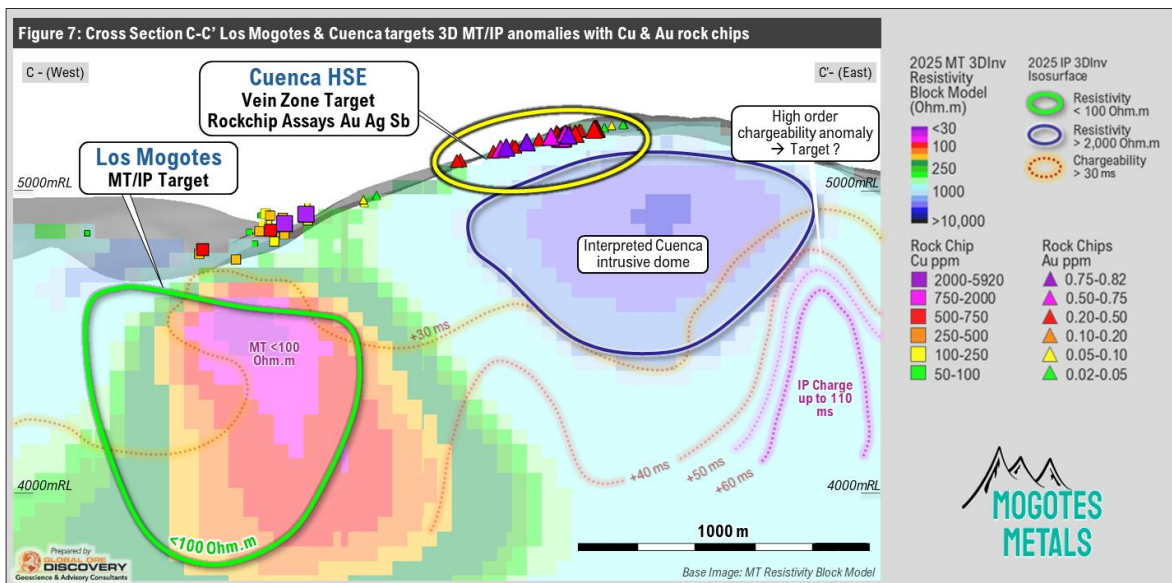 Figure 7: Cross Section C-C' Los Mogotes & Cuenca targets 3D MT/IP anomalies with Cu & Au rock chips
C - (West)
Cuenca HSE
Vein Zone Target
Rockchip Assays Au Ag Sb
C'- (East)
High order
chargeability anomaly
→ Target ?
Los Mogotes
MT/IP Target
5000mRL
5000mRL
Interpreted Cuenca
intrusive dome
+30 ms
MT <100
Ohm.m
IP Charge
up to 110
ms
+40 ms
+50 ms
+60 ms
4000mRL
4000mRL
<100 Ohm.m
1000 m
Prepared by
GLOBAL ORE
DISCOVERY
Geoscience & Advisory Consultants
Base Image: MT Resistivity Block Model
2025 MT 3DInv
Resistivity
Block Model
(Ohm.m)
<30
100
250
1000
>10,000
2025 IP 3DInv
Isosurface
Resistivity
< 100 Ohm.m
Resistivity
> 2,000 Ohm.m
Chargeability
> 30 ms
Rock Chip
Cu ppm
2000-5920
750-2000
500-750
250-500
100-250
50-100
Rock Chips
Au ppm
0.75-0.82
0.50-0.75
0.20-0.50
0.10-0.20
0.05-0.10
0.02-0.05
MOGOTES
METALS